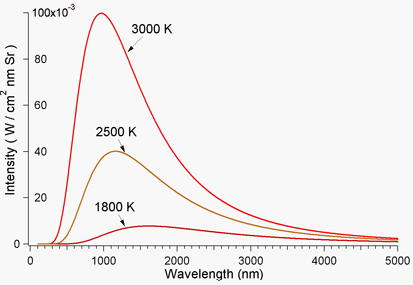 100x10⁻³
3000 K
80
60
2500 K
40
20
1800 K
0
0 1000 2000 3000 4000 5000
Wavelength (nm)
Intensity ( W / cm² nm Sr )